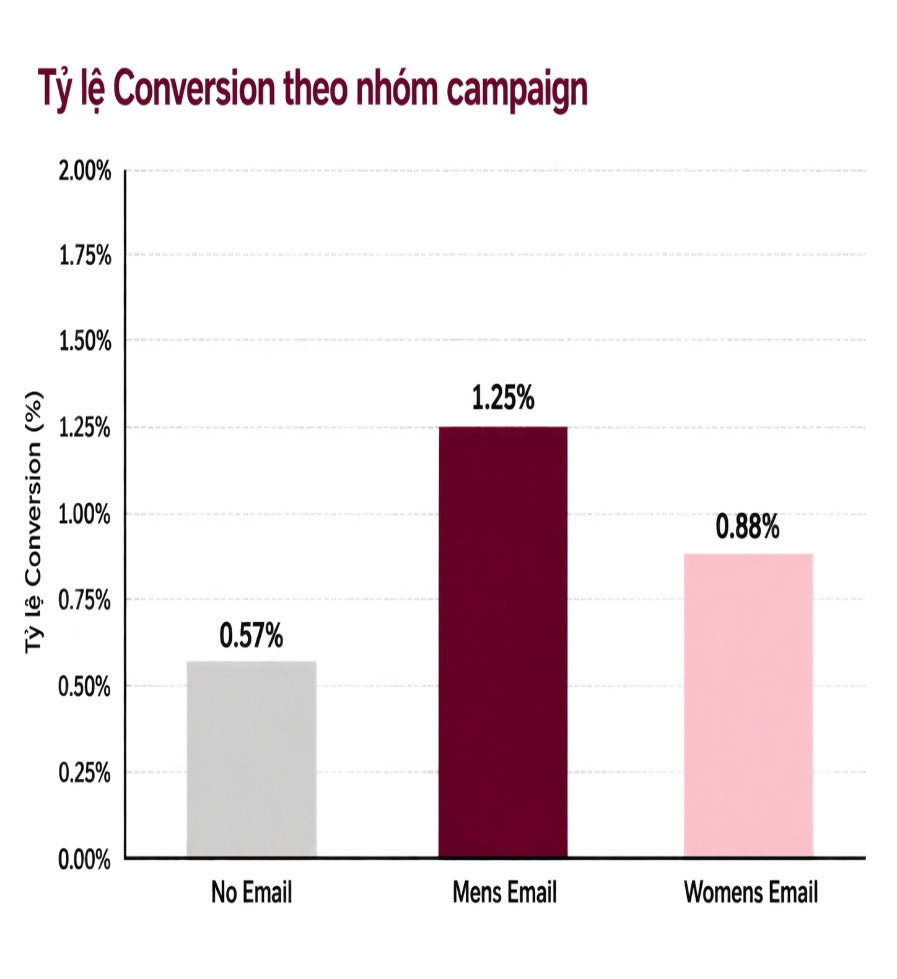 Tỷ lệ Conversion theo nhóm campaign
2.00%
1.75%
1.50%
1.25%
1.00%
0.75%
0.50%
0.25%
0.00%
Tỷ lệ Conversion (%)
0.57%
1.25%
0.88%
No Email
Mens Email
Womens Email